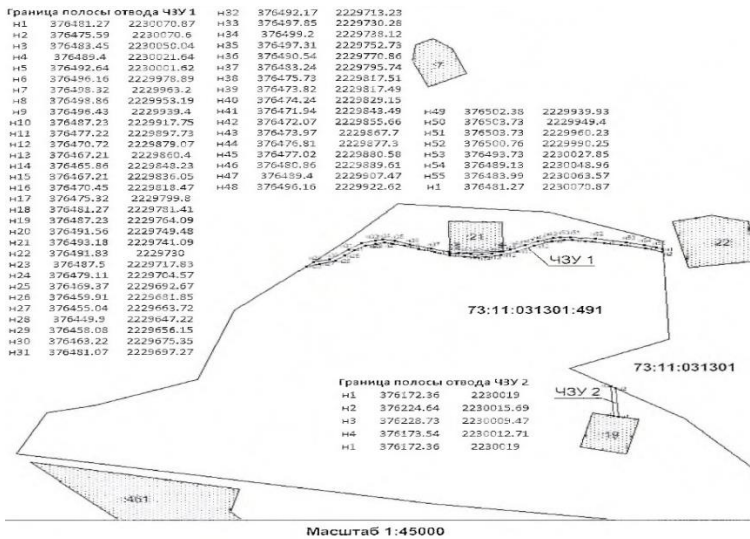 Граница полосы отвода ЧЗУ 1
н1 376481.27 2230070.87
н2 376475.59 2230070.6
н3 376483.45 2230050.04
н4 376489.4 2230021.64
н5 376492.64 2230001.62
н6 376496.16 2229978.89
н7 376498.32 2229963.2
н8 376498.86 2229953.19
н9 376496.43 2229939.4
н10 376487.23 2229917.75
н11 376477.22 2229897.73
н12 376470.72 2229879.07
н13 376467.21 2229860.4
н14 376465.86 2229848.23
н15 376467.21 2229836.05
н16 376470.45 2229818.47
н17 376475.32 2229799.8
н18 376481.27 2229781.41
н19 376487.23 2229764.09
н20 376491.56 2229749.48
н21 376493.18 2229741.09
н22 376491.83 2229730
н23 376487.5 2229717.83
н24 376479.11 2229704.57
н25 376469.37 2229692.67
н26 376459.91 2229681.85
н27 376455.04 2229663.72
н28 376449.9 2229647.22
н29 376458.08 2229656.15
н30 376463.22 2229675.35
н31 376481.07 2229697.27
н32 376492.17 2229713.23
н33 376497.85 2229730.28
н34 376499.2 2229738.12
н35 376497.31 2229752.73
н36 376490.54 2229770.86
н37 376483.24 2229795.74
н38 376475.73 2229817.51
н39 376473.82 2229817.49
н40 376474.24 2229829.15
н41 376471.94 2229843.49
н42 376472.07 2229855.66
н43 376473.97 2229867.7
н44 376476.81 2229877.3
н45 376477.02 2229880.58
н46 376480.86 2229889.61
н47 376489.4 2229907.47
н48 376496.16 2229922.62
н49 376502.38 2229939.93
н50 376503.73 2229949.4
н51 376503.73 2229960.23
н52 376500.76 2229990.25
н53 376493.73 2230027.85
н54 376489.13 2230048.96
н55 376483.99 2230063.57
н1 376481.27 2230070.87
:7
:21
:22
ЧЗУ 1
73:11:031301:491
73:11:031301
Граница полосы отвода ЧЗУ 2
н1 376172.36 2230019
н2 376224.64 2230015.69
н3 376228.73 2230009.47
н4 376173.54 2230012.71
н1 376172.36 2230019
ЧЗУ 2
:19
:461
Масштаб 1:45000